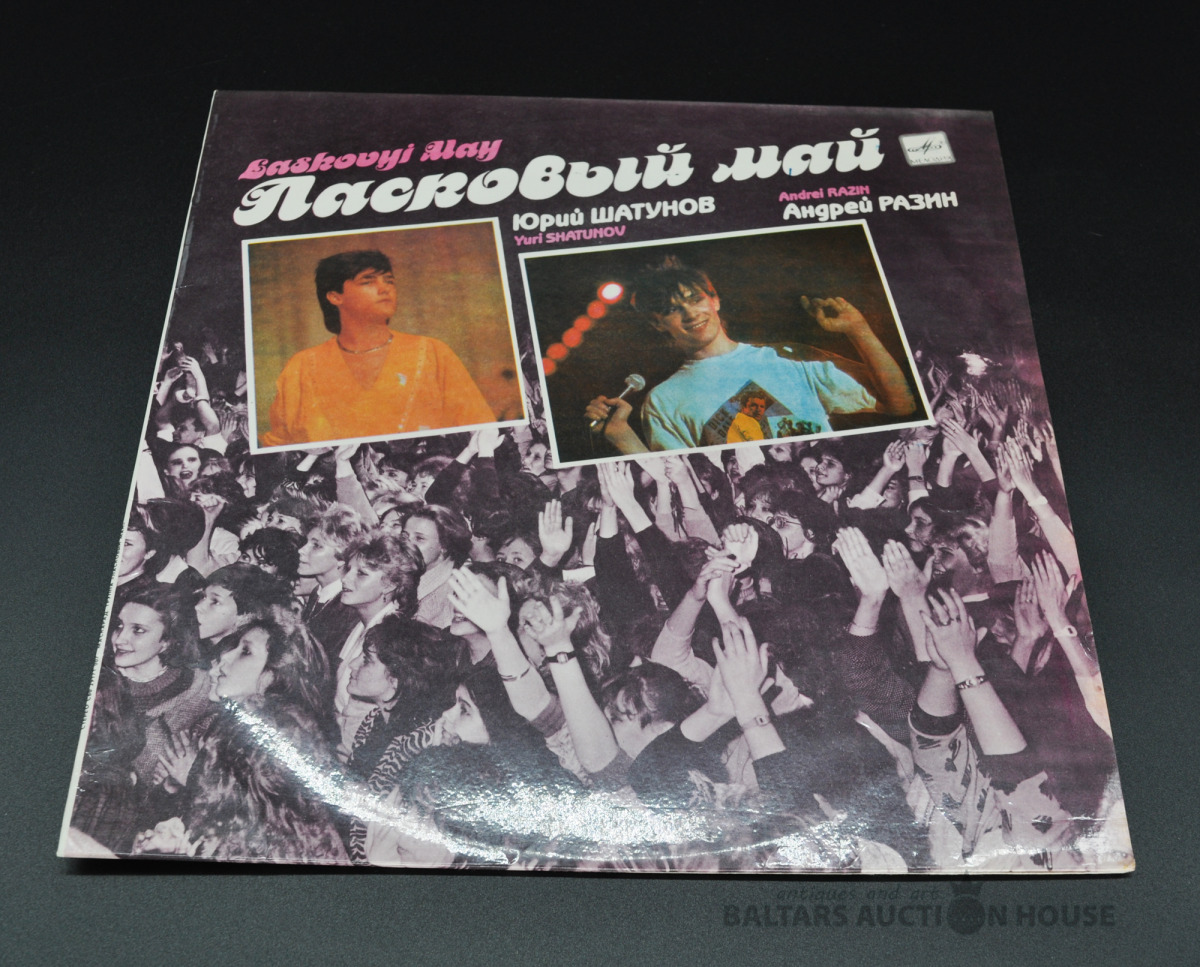 Laskovyi May
Ласковый май
Юрий ШАТУНОВ
Yuri SHATUNOV
Andrei RAZIN
Андрей РАЗИН
antiques and art
BALTARS AUCTION HOUSE